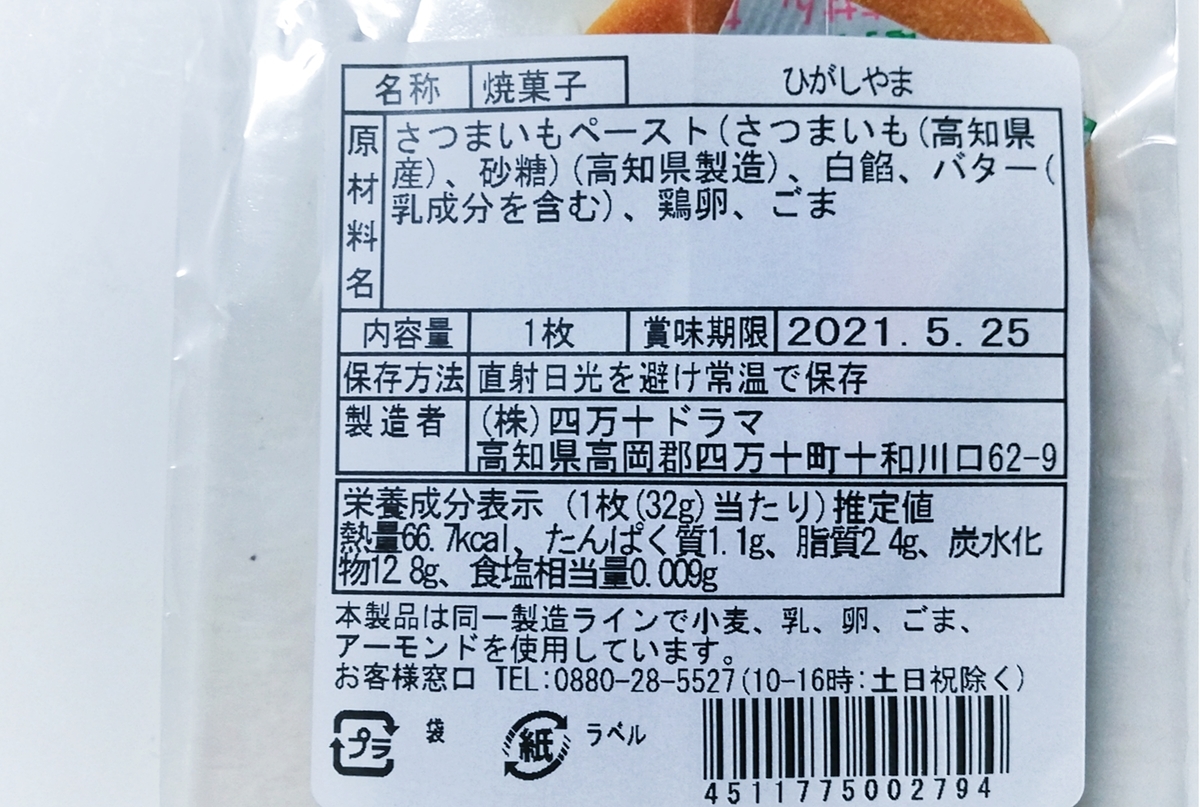 名称 焼菓子 ひがしやま
原材料名 さつまいもペースト(さつまいも(高知県
産)、砂糖)(高知県製造)、白餡、バター(
乳成分を含む)、鶏卵、ごま
内容量 1枚 賞味期限 2021. 5. 25
保存方法 直射日光を避け常温で保存
製造者 (株)四万十ドラマ
高知県高岡郡四万十町十和川口62-9
栄養成分表示 (1枚(32g)当たり)推定値
熱量66.7kcal、たんぱく質1.1g、脂質2.4g、炭水化
物12.8g、食塩相当量0.009g
本製品は同一製造ラインで小麦、乳、卵、ごま、
アーモンドを使用しています。
お客様窓口 TEL:0880-28-5527(10-16時:土日祝除く)
プラ 袋 紙 ラベル
4511775002794